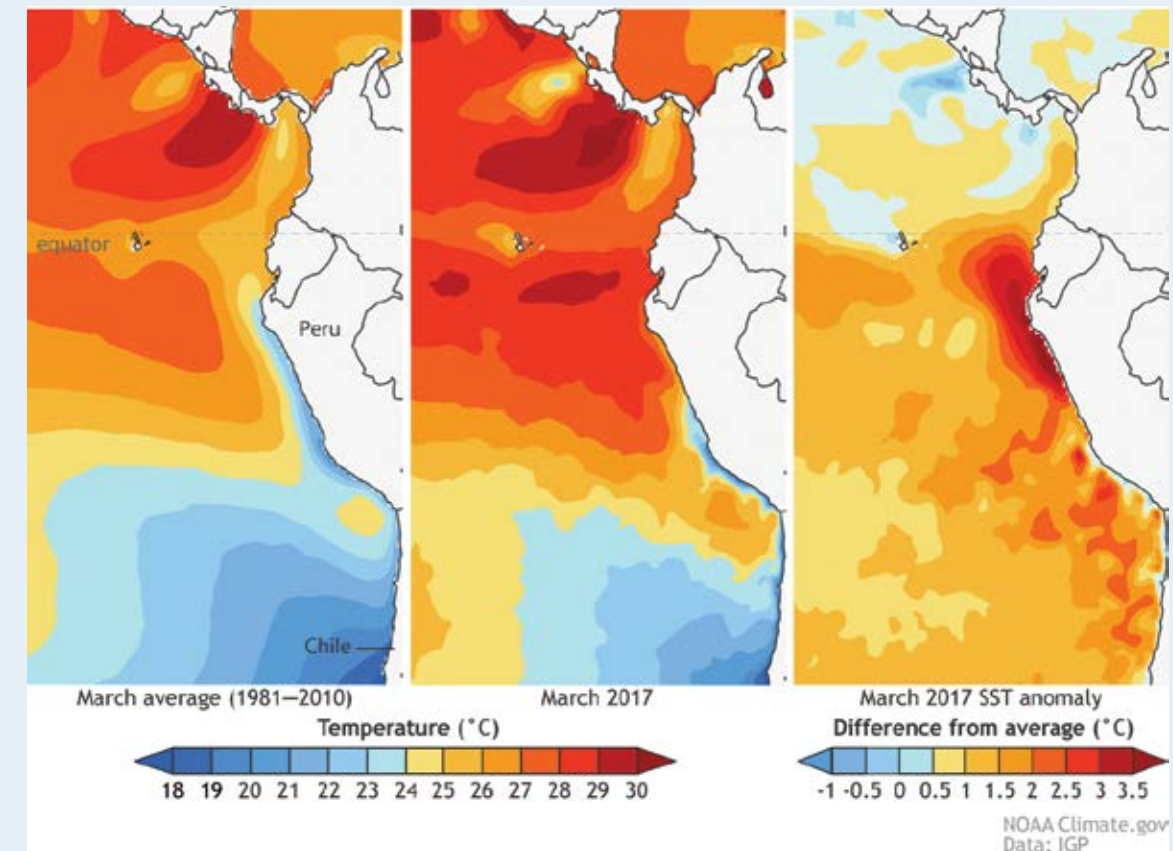 equator
Peru
Chile
March average (1981—2010)
March 2017
March 2017 SST anomaly
Temperature (°C)
18 19 20 21 22 23 24 25 26 27 28 29 30
Difference from average (°C)
-1 -0.5 0 0.5 1 1.5 2 2.5 3 3.5
NOAA Climate.gov
Data: IGP